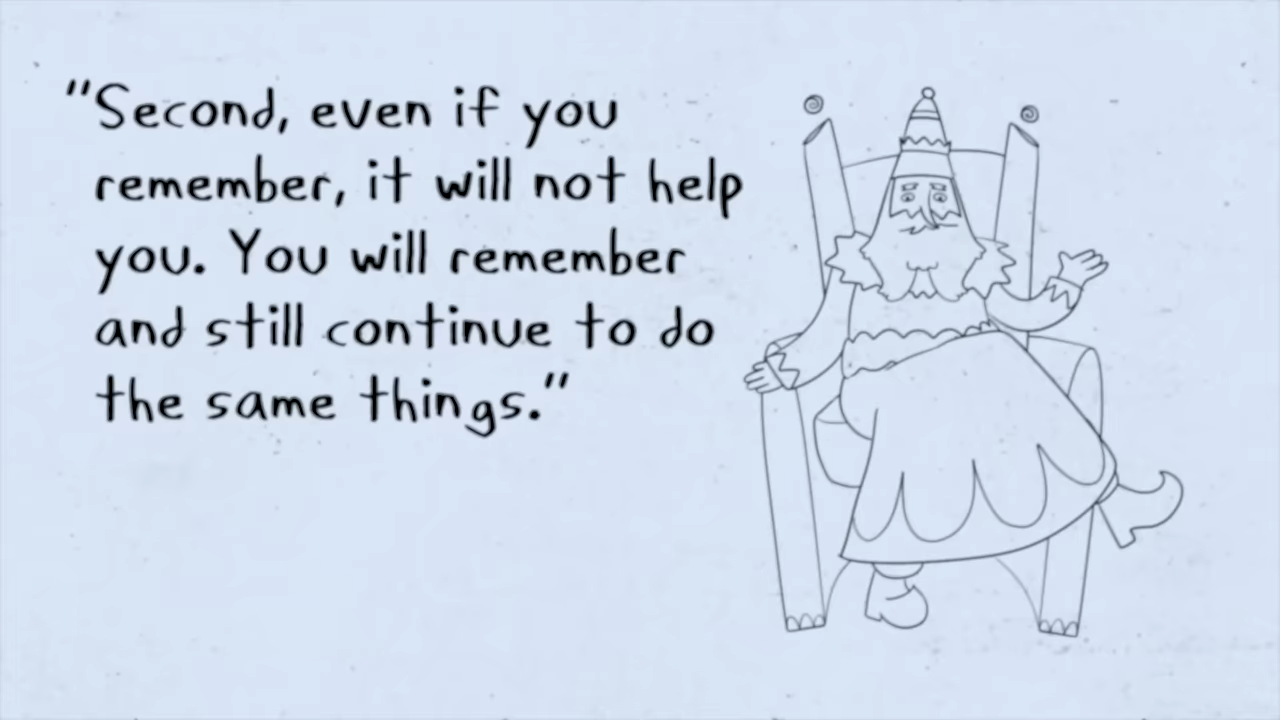 "Second, even if you
remember, it will not help
you. You will remember
and still continue to do
the same things."